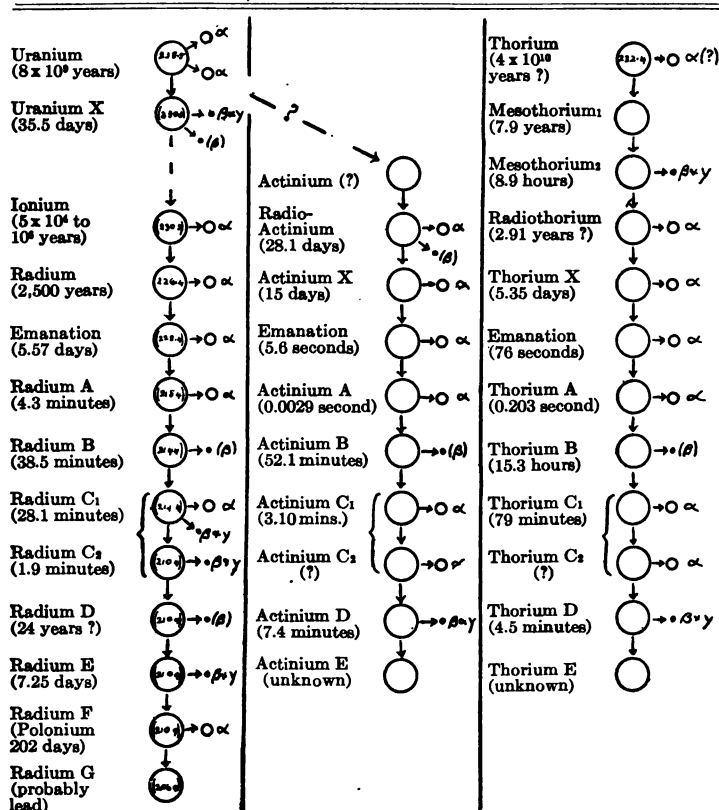 Uranium
(8 x 10⁹ years)
α
α
Uranium X
(35.5 days)
(β)
Ionium
(5 x 10⁴ to
10⁶ years)
α
Radium
(2,500 years)
α
Emanation
(5.57 days)
α
Radium A
(4.3 minutes)
α
Radium B
(38.5 minutes)
(β)
Radium C₁
(28.1 minutes)
α
β+γ
Radium C₂
(1.9 minutes)
β+γ
Radium D
(24 years ?)
(β)
Radium E
(7.25 days)
β+γ
Radium F
(Polonium
202 days)
α
Radium G
(probably
lead)
?
Actinium (?)
Radio-
Actinium
(28.1 days)
α
(β)
Actinium X
(15 days)
α
Emanation
(5.6 seconds)
α
Actinium A
(0.0029 second)
α
Actinium B
(52.1 minutes)
(β)
Actinium C₁
(3.10 mins.)
α
Actinium C₂
(?)
Actinium D
(7.4 minutes)
Actinium E
(unknown)
Thorium
(4 x 10¹⁰
years ?)
232.4
α(?)
Mesothorium₁
(7.9 years)
Mesothorium₂
(8.9 hours)
β+γ
Radiothorium
(2.91 years ?)
α
Thorium X
(5.35 days)
α
Emanation
(76 seconds)
α
Thorium A
(0.203 second)
α
Thorium B
(15.3 hours)
(β)
Thorium C₁
(79 minutes)
α
Thorium C₂
(?)
α
Thorium D
(4.5 minutes)
β+γ
Thorium E
(unknown)